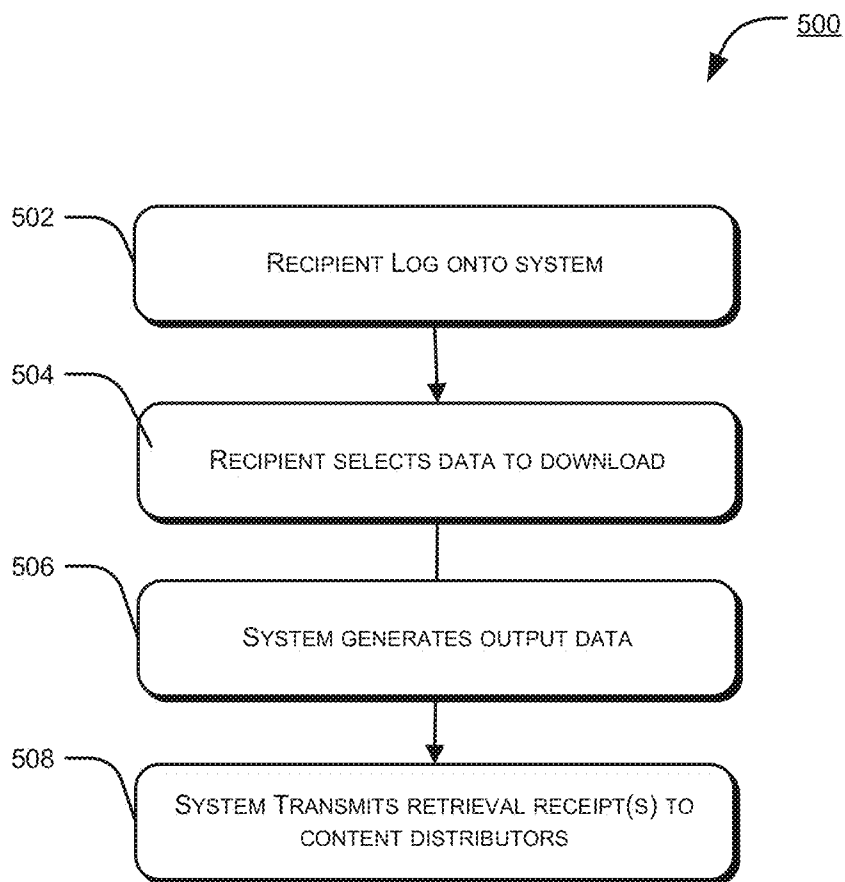 500
502
RECIPIENT LOG ONTO SYSTEM
504
RECIPIENT SELECTS DATA TO DOWNLOAD
506
SYSTEM GENERATES OUTPUT DATA
508
SYSTEM TRANSMITS RETRIEVAL RECEIPT(S) TO
CONTENT DISTRIBUTORS